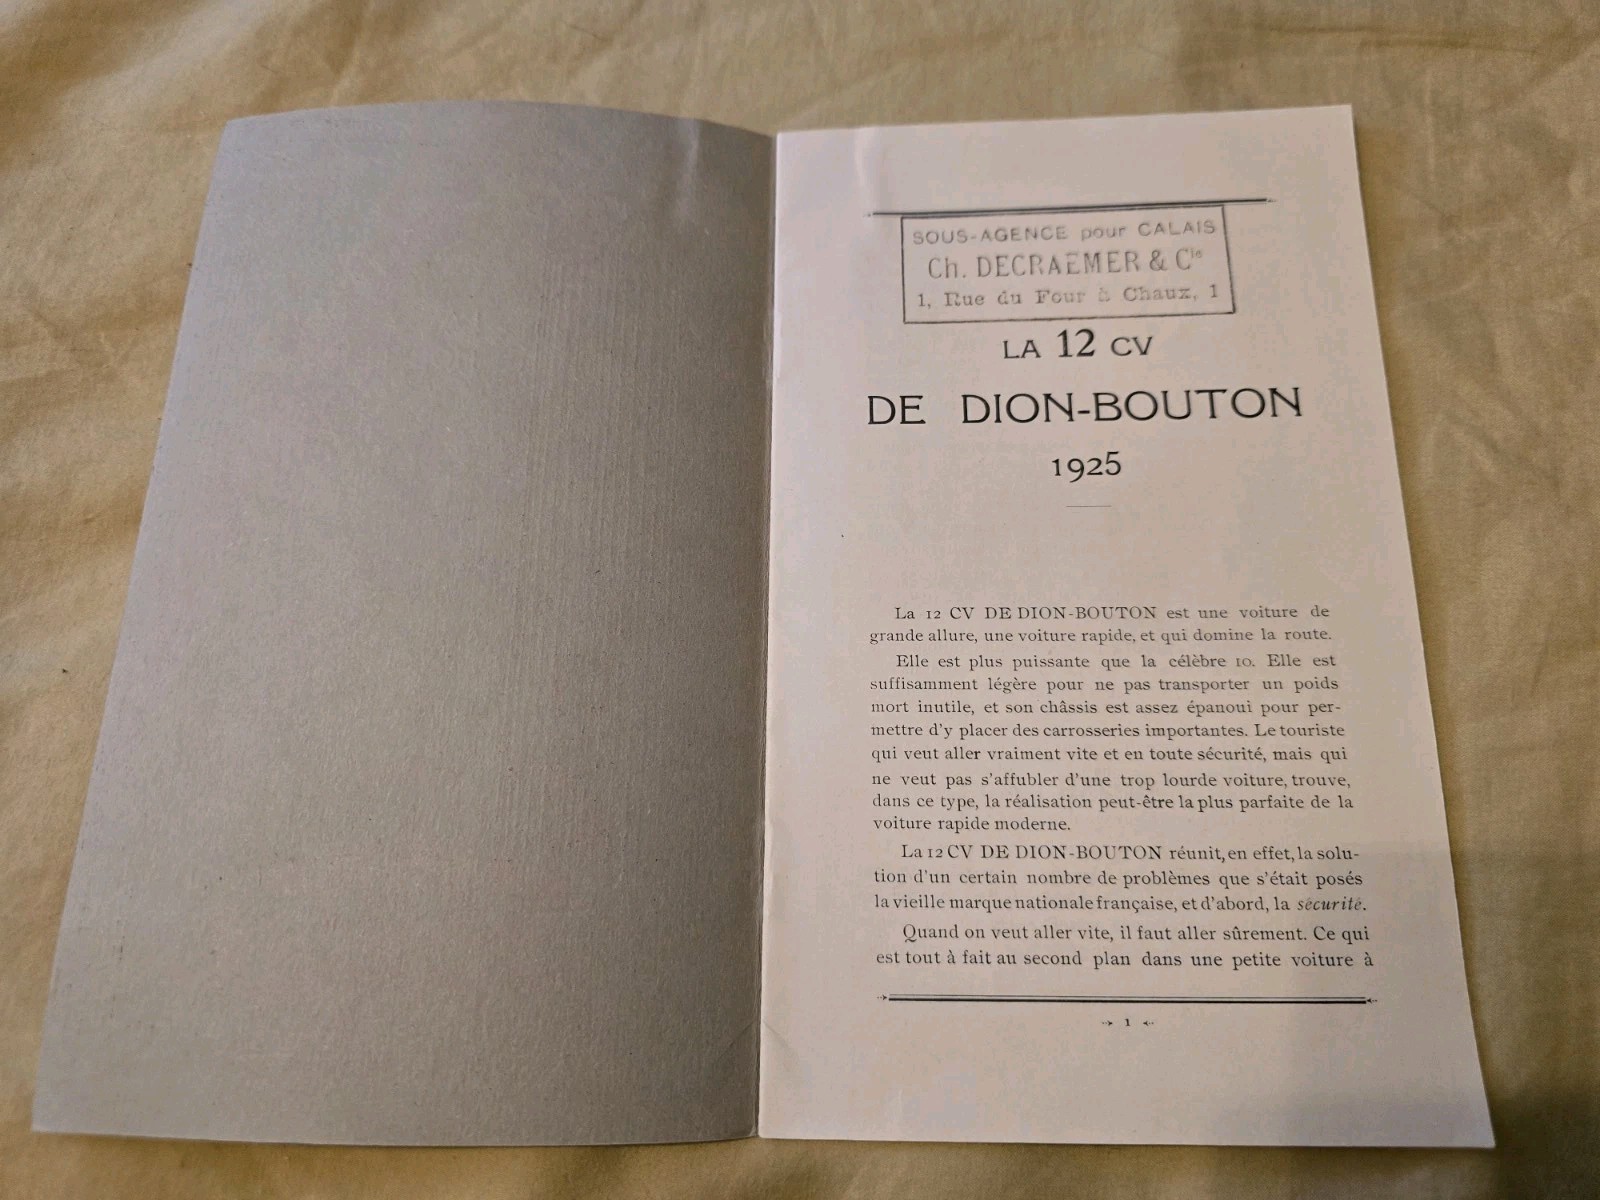 SOUS-AGENCE pour CALAIS
Ch. DECRAEMER & Cie
1, Rue du Four à Chaux, 1
LA 12 CV
DE DION-BOUTON
1925
La 12 CV DE DION-BOUTON est une voiture de
grande allure, une voiture rapide, et qui domine la route.
Elle est plus puissante que la célèbre 10. Elle est
suffisamment légère pour ne pas transporter un poids
mort inutile, et son châssis est assez épanoui pour per-
mettre d'y placer des carrosseries importantes. Le touriste
qui veut aller vraiment vite et en toute sécurité, mais qui
ne veut pas s'affubler d'une trop lourde voiture, trouve,
dans ce type, la réalisation peut-être la plus parfaite de la
voiture rapide moderne.
La 12 CV DE DION-BOUTON réunit, en effet, la solu-
tion d'un certain nombre de problèmes que s'était posés
la vieille marque nationale française, et d'abord, la sécurité.
Quand on veut aller vite, il faut aller sûrement. Ce qui
est tout à fait au second plan dans une petite voiture à
1